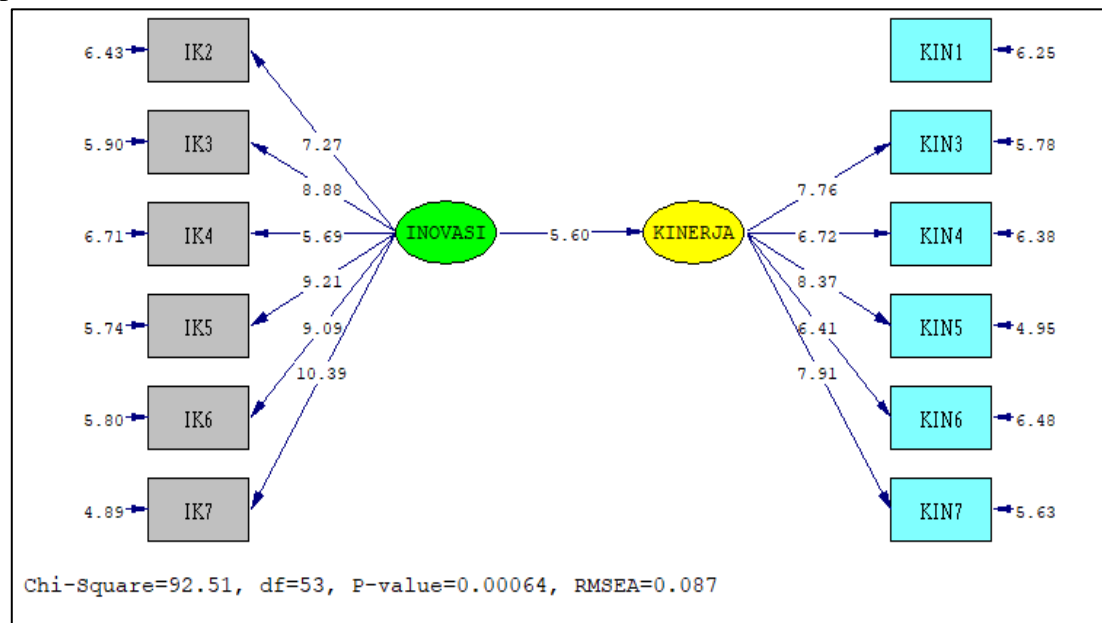 6.43 IK2 KIN1 6.25
5.90 IK3 7.27 KIN3 5.78
8.88 7.76
6.71 IK4 5.69 INOVASI 5.60 KINERJA 6.72 KIN4 6.38
9.21 8.37
5.74 IK5 9.09 6.41 KIN5 4.95
10.39 7.91
5.80 IK6 KIN6 6.48
4.89 IK7 KIN7 5.63
Chi-Square=92.51, df=53, P-value=0.00064, RMSEA=0.087